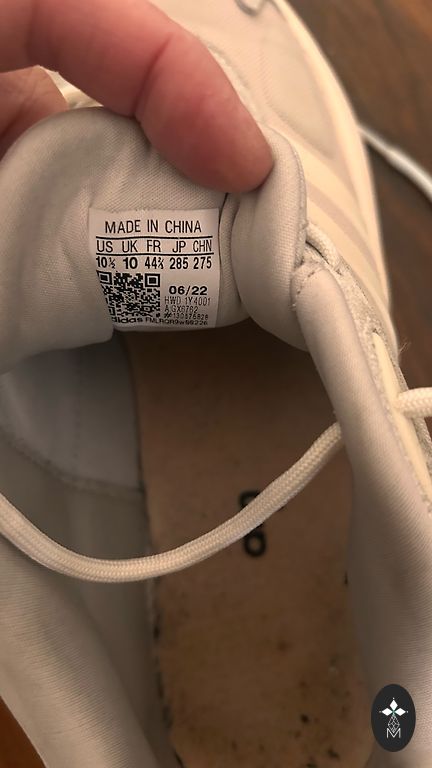 MADE IN CHINA
US UK FR JP CHN
10½ 10 44⅔ 285 275
06/22
HWD 1Y4001
adidas
M